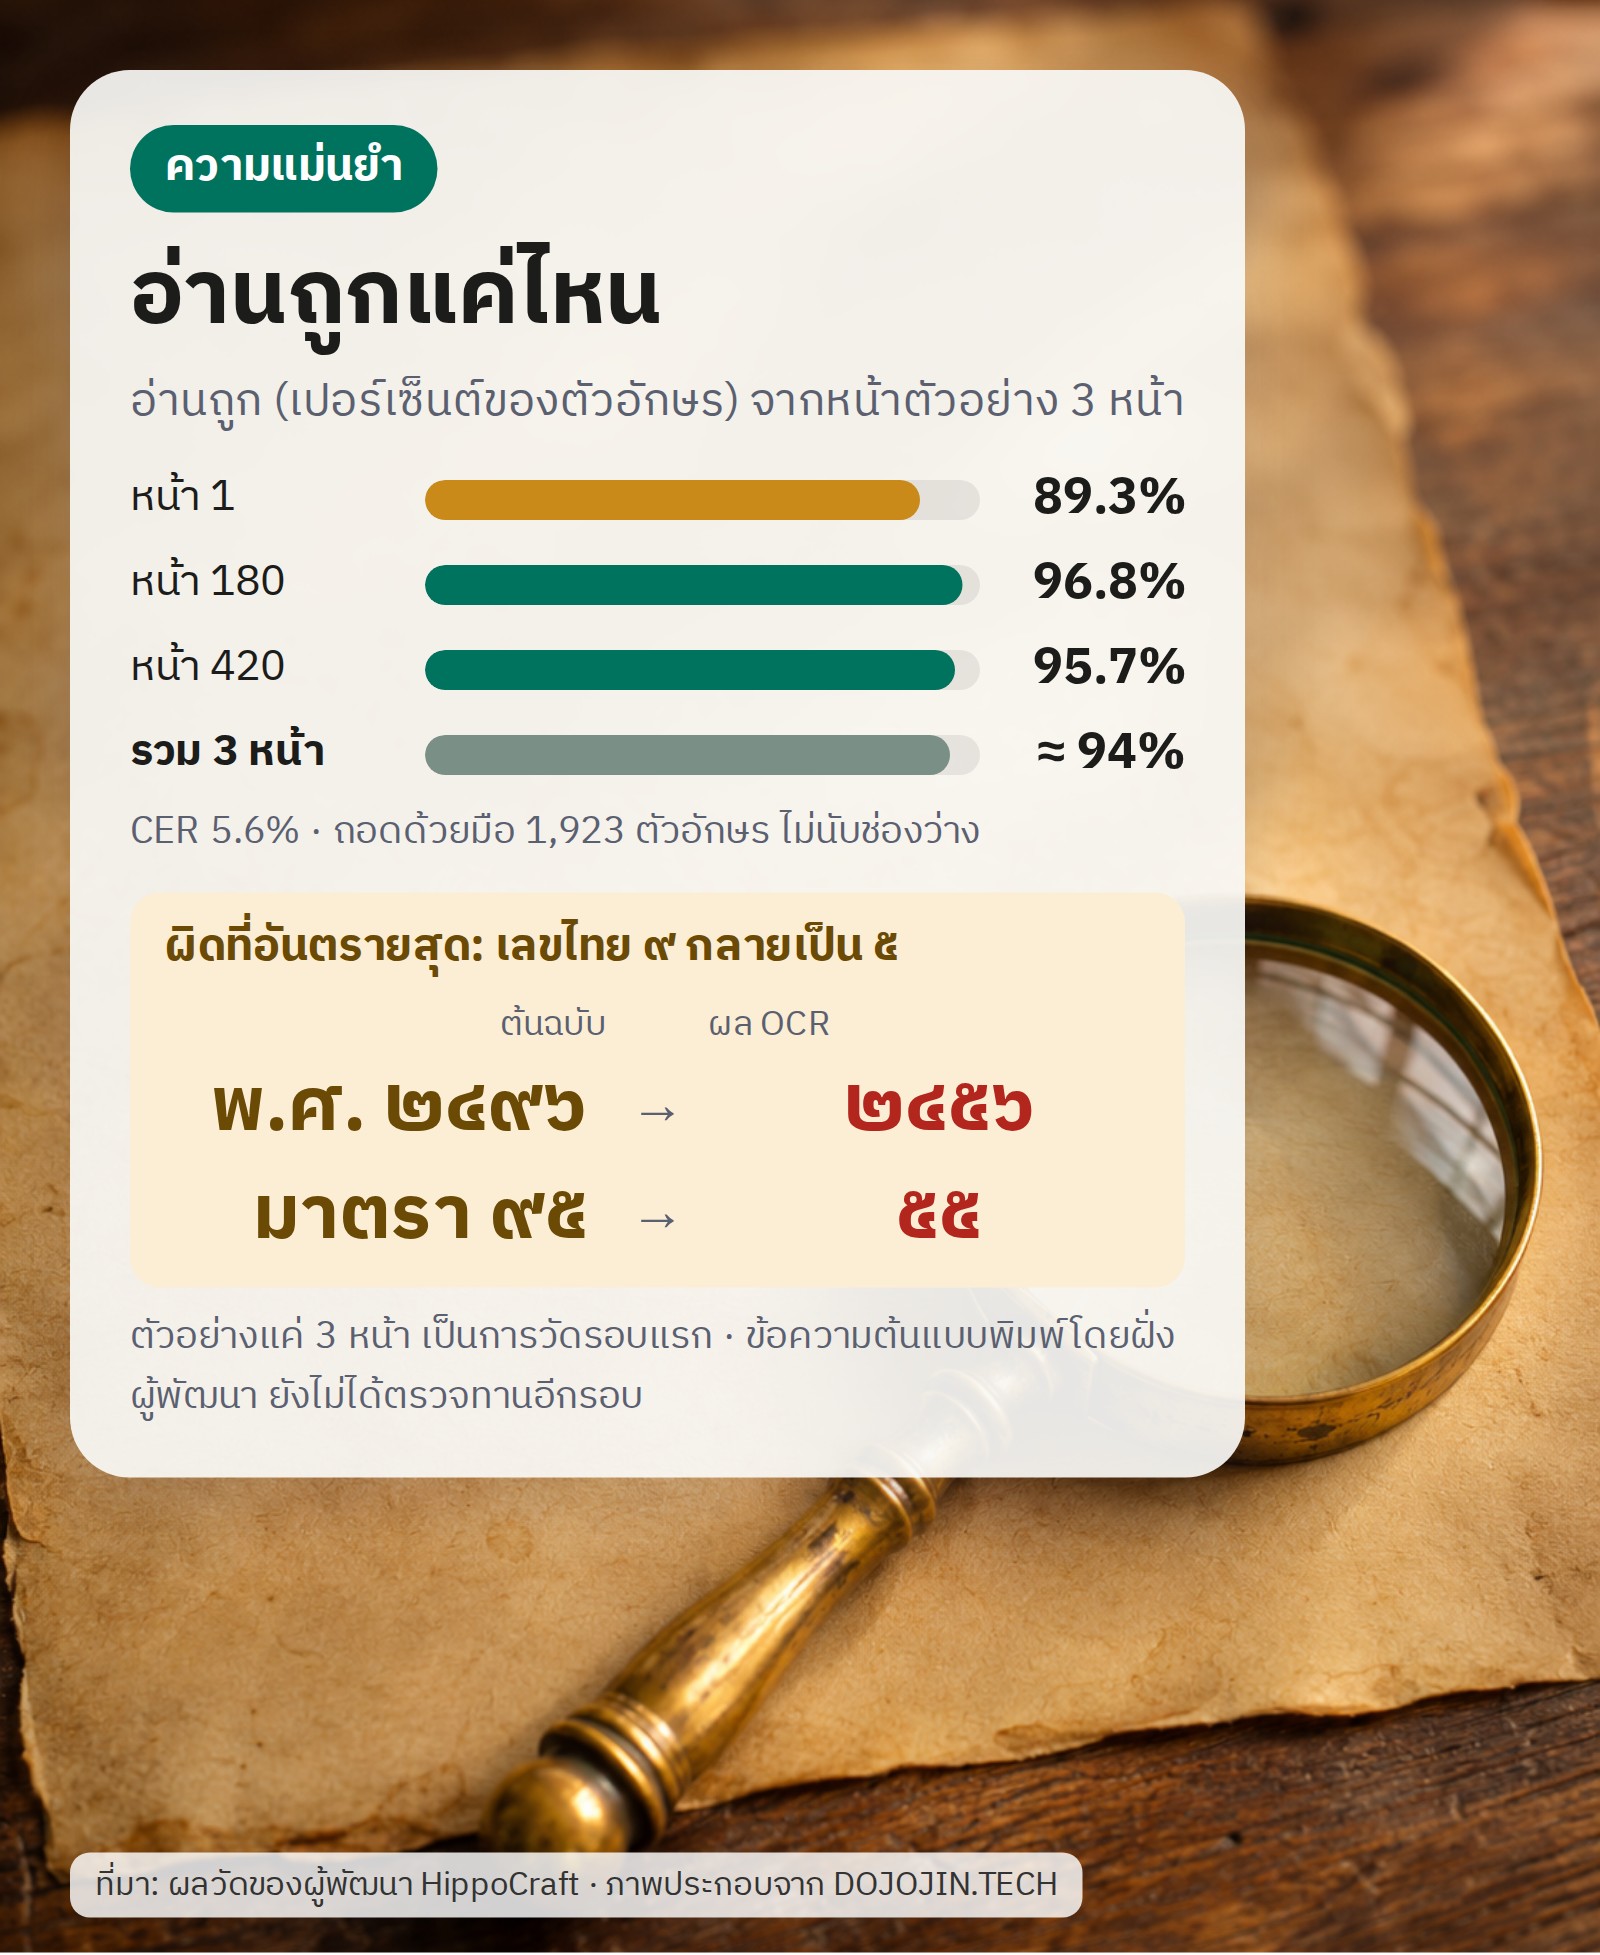 ความแม่นยำ
อ่านถูกแค่ไหน
อ่านถูก (เปอร์เซ็นต์ของตัวอักษร) จากหน้าตัวอย่าง 3 หน้า
หน้า 1 89.3%
หน้า 180 96.8%
หน้า 420 95.7%
รวม 3 หน้า ≈ 94%
CER 5.6% · ถอดด้วยมือ 1,923 ตัวอักษร ไม่นับช่องว่าง
ผิดที่อันตรายสุด: เลขไทย ๙ กลายเป็น ๕
ต้นฉบับ ผล OCR
พ.ศ. ๒๔๙๖ → ๒๔๕๖
มาตรา ๙๕ → ๕๕
ตัวอย่างแค่ 3 หน้า เป็นการวัดรอบแรก · ข้อความต้นแบบพิมพ์โดยฝั่ง
ผู้พัฒนา ยังไม่ได้ตรวจทานอีกรอบ
ที่มา: ผลวัดของผู้พัฒนา HippoCraft · ภาพประกอบจาก DOJOJIN.TECH